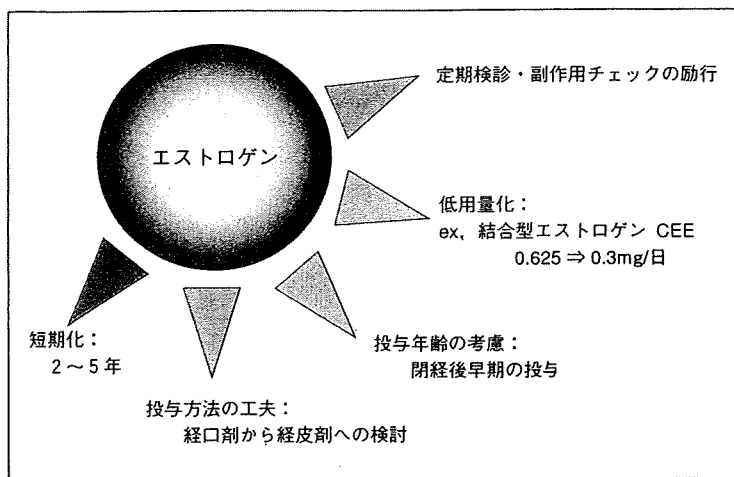 エストロゲン
定期検診・副作用チェックの励行
低用量化：
ex, 結合型エストロゲン CEE
0.625 ⇒ 0.3mg/日
投与年齢の考慮：
閉経後早期の投与
投与方法の工夫：
経口剤から経皮剤への検討
短期化：
2～5年